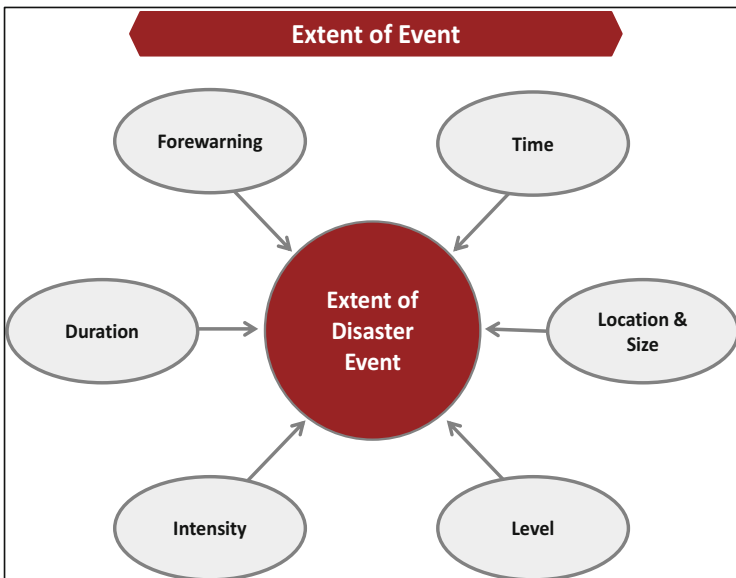 Extent of Event
Forewarning
Time
Extent of
Disaster
Event
Duration
Location &
Size
Intensity
Level